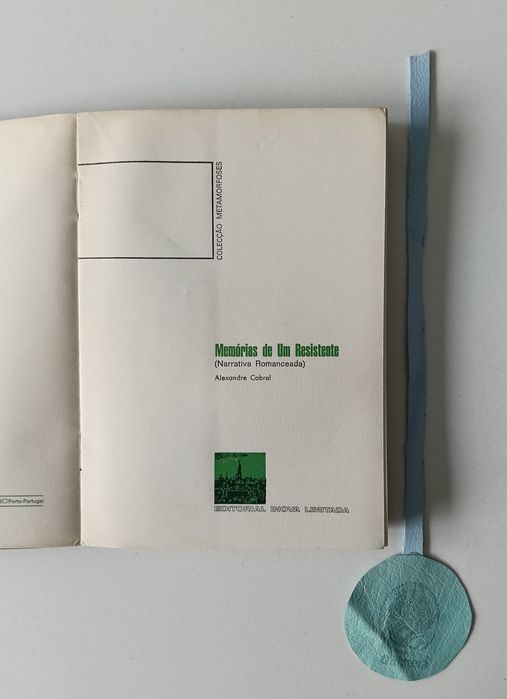 COLECÇÃO METAMORFOSES
Memórias de Um Resistente
(Narrativa Romanceada)
Alexandre Cabral
EDITORIAL INOVA LIMITADA
Porto-Portugal